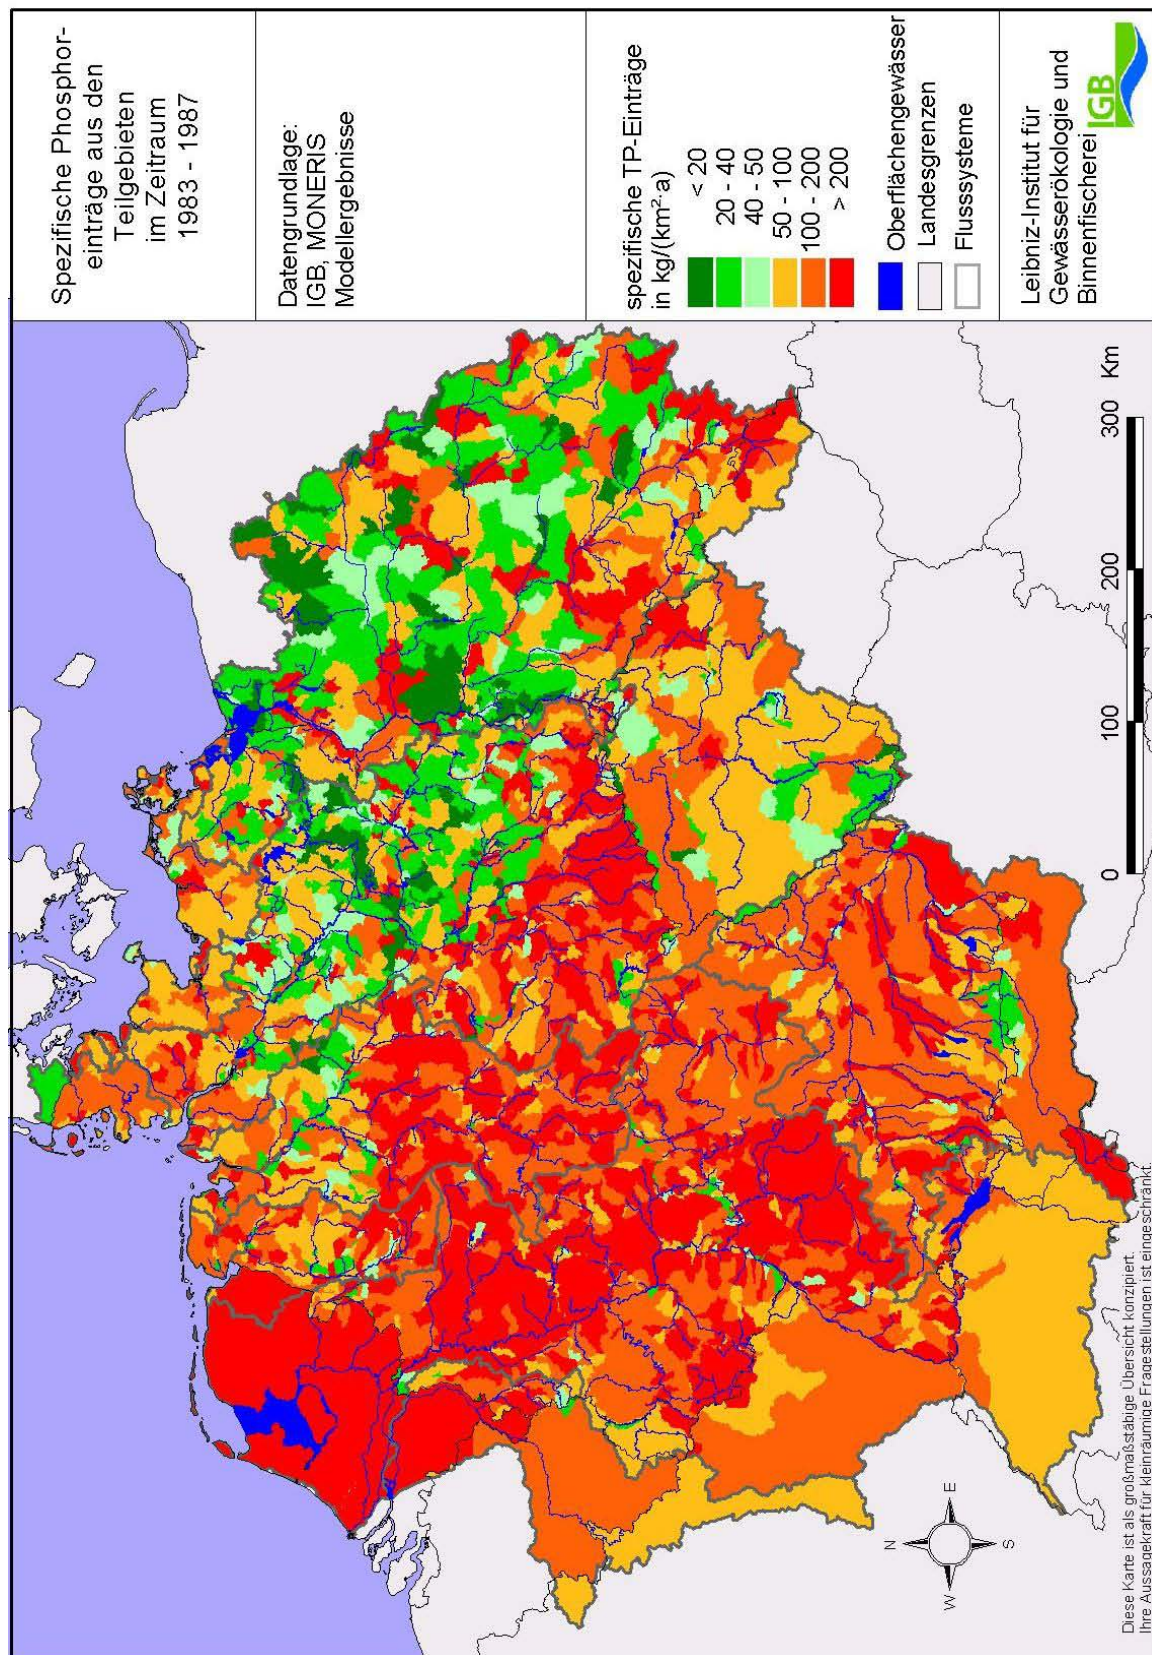 Spezifische Phosphor-
einträge aus den
Teilgebieten
im Zeitraum
1983 - 1987
Datengrundlage:
IGB, MONERIS
Modellergebnisse
spezifische TP-Einträge
in kg/(km²·a)
< 20
20 - 40
40 - 50
50 - 100
100 - 200
> 200
Oberflächengewässer
Landesgrenzen
Flusssysteme
Leibniz-Institut für
Gewässerökologie und
Binnenfischerei
IGB
0 100 200 300 Km
N
W E
S
Diese Karte ist als großmaßstäbige Übersicht konzipiert.
Ihre Aussagekraft für kleinräumige Fragestellungen ist eingeschränkt.